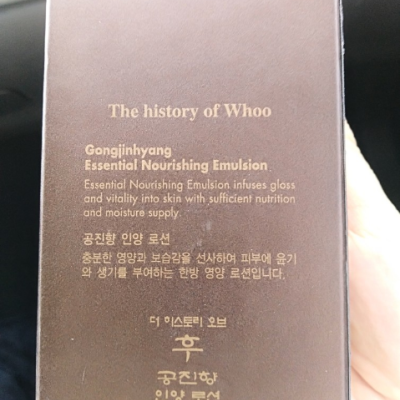 The history of Whoo
Gongjinhyang
Essential Nourishing Emulsion
Essential Nourishing Emulsion infuses gloss
and vitality into skin with sufficient nutrition
and moisture supply.
공진향 인양 로션
충분한 영양과 보습감을 선사하여 피부에 윤기
와 생기를 부여하는 한방 영양 로션입니다.
더 히스토리 오브
후
공진향
인양 로션